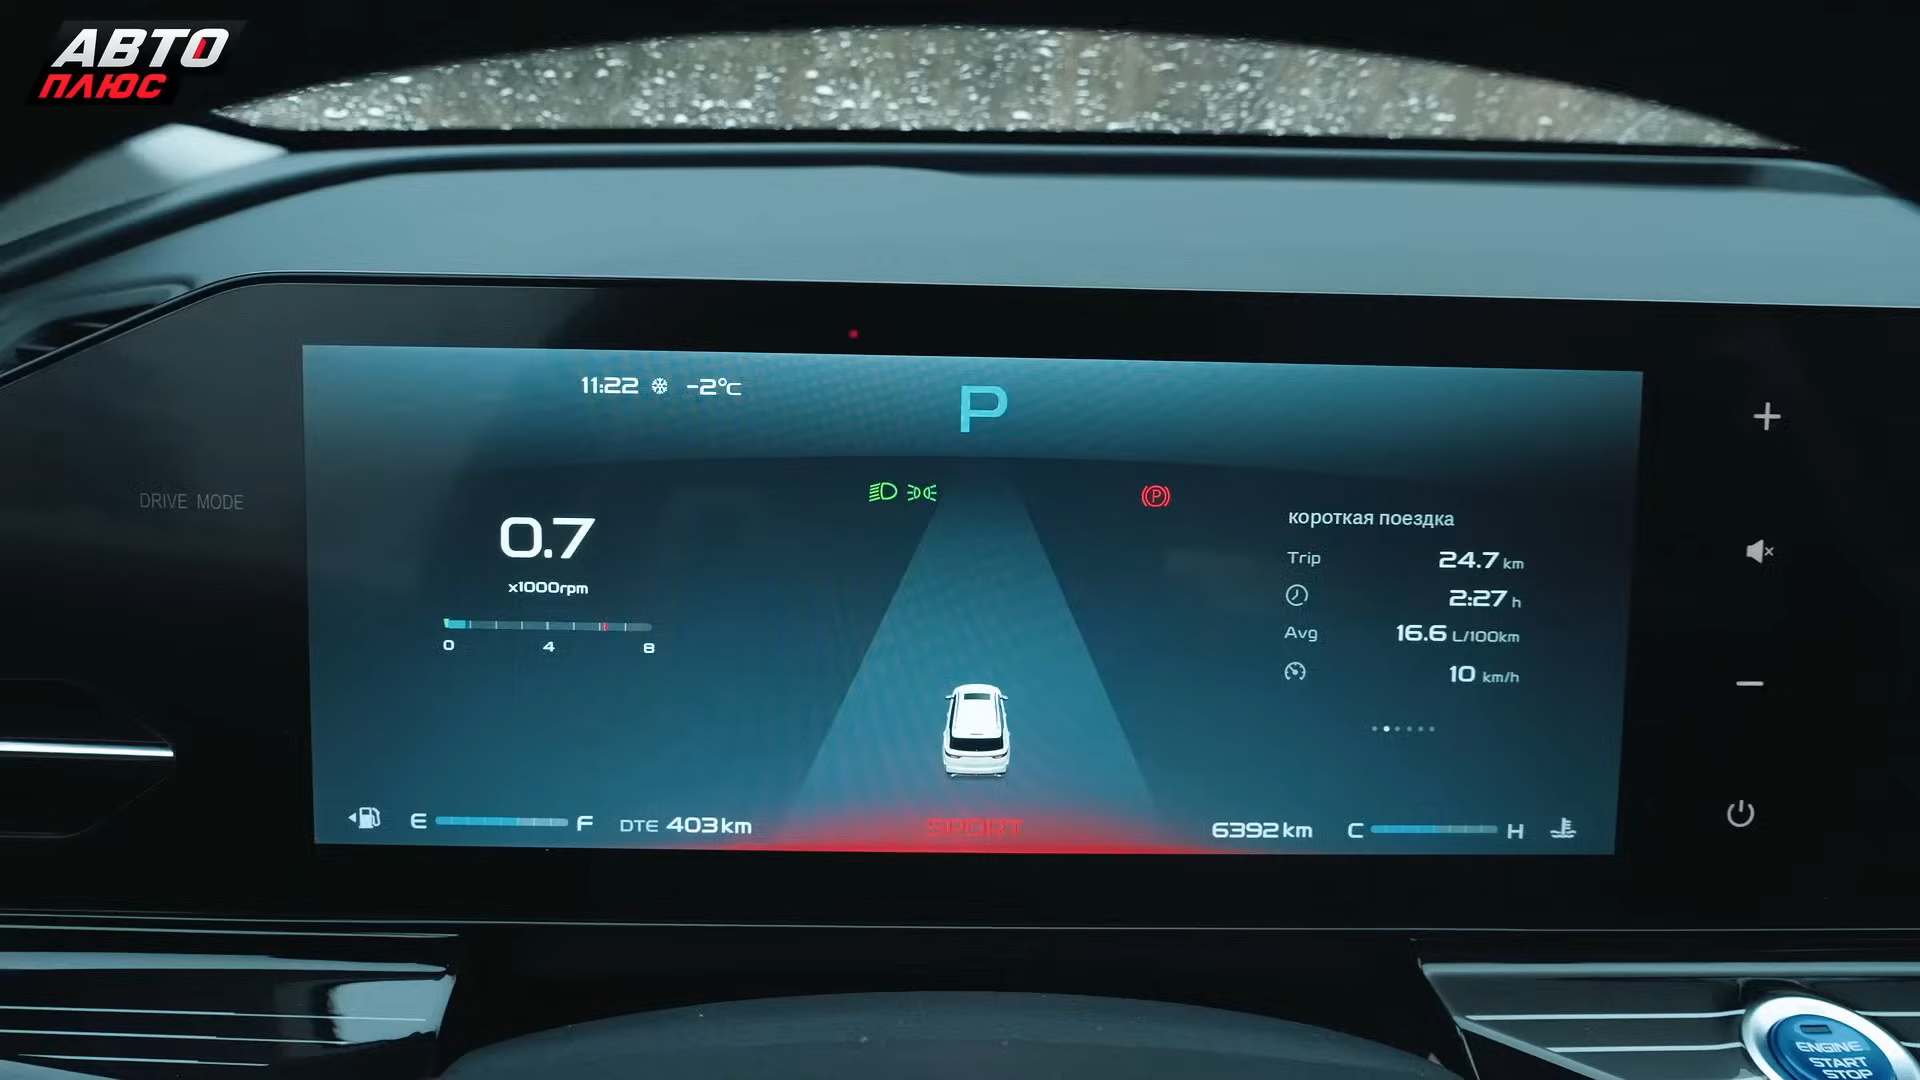 АВТО
ПЛЮС
11:22 -2°C
P
DRIVE MODE
0.7
x1000rpm
0 4 8
короткая поездка
Trip 24.7 km
2:27 h
Avg 16.6 L/100km
10 km/h
E F DTE 403km
SPORT
6392km C H
ENGINE
START
STOP